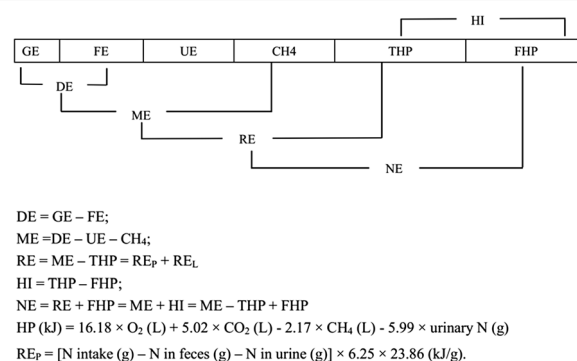 HI
GE FE UE CH4 THP FHP
DE
ME
RE
NE
DE = GE – FE;
ME =DE – UE – CH₄;
RE = ME – THP = REₚ + RE_L
HI = THP – FHP;
NE = RE + FHP = ME + HI = ME – THP + FHP
HP (kJ) = 16.18 × O₂ (L) + 5.02 × CO₂ (L) - 2.17 × CH₄ (L) - 5.99 × urinary N (g)
REₚ = [N intake (g) – N in feces (g) – N in urine (g)] × 6.25 × 23.86 (kJ/g).